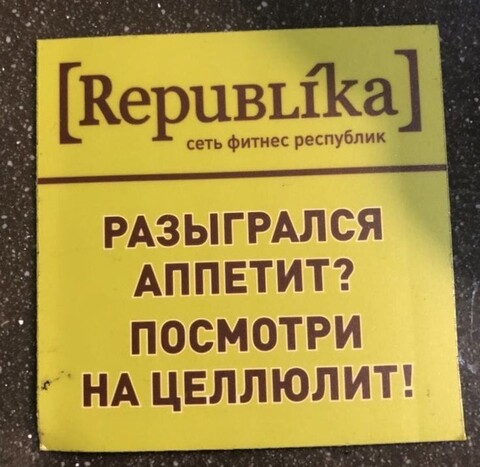 [RepuBLíka]
сеть фитнес республик
РАЗЫГРАЛСЯ
АППЕТИТ?
ПОСМОТРИ
НА ЦЕЛЛЮЛИТ!